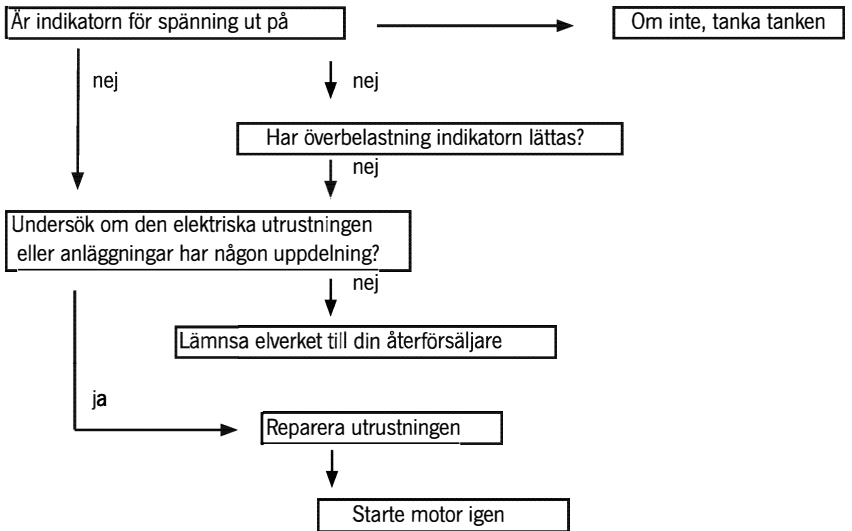 Är indikatorn för spänning ut på
Om inte, tanka tanken
nej
nej
Har överbelastning indikatorn lättas?
nej
Undersök om den elektriska utrustningen
eller anläggningar har någon uppdelning?
nej
Lämnsa elverket till din återförsäljare
ja
Reparera utrustningen
Starte motor igen